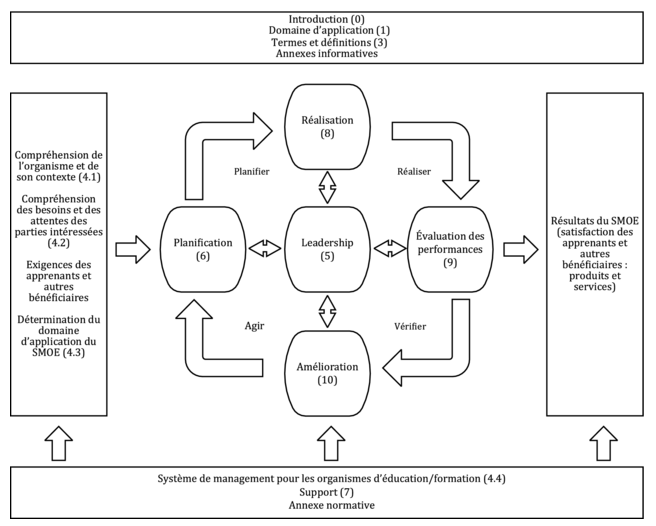 Introduction (0)
Domaine d'application (1)
Termes et définitions (3)
Annexes informatives
Compréhension de
l'organisme et de
son contexte (4.1)
Compréhension
des besoins et des
attentes des
parties intéressées
(4.2)
Exigences des
apprenants et
autres
bénéficiaires
Détermination du
domaine
d'application du
SMOE (4.3)
Réalisation
(8)
Planifier
Réaliser
Planification
(6)
Leadership
(5)
Évaluation des
performances
(9)
Agir
Vérifier
Amélioration
(10)
Résultats du SMOE
(satisfaction des
apprenants et
autres
bénéficiaires :
produits et
services)
Système de management pour les organismes d'éducation/formation (4.4)
Support (7)
Annexe normative